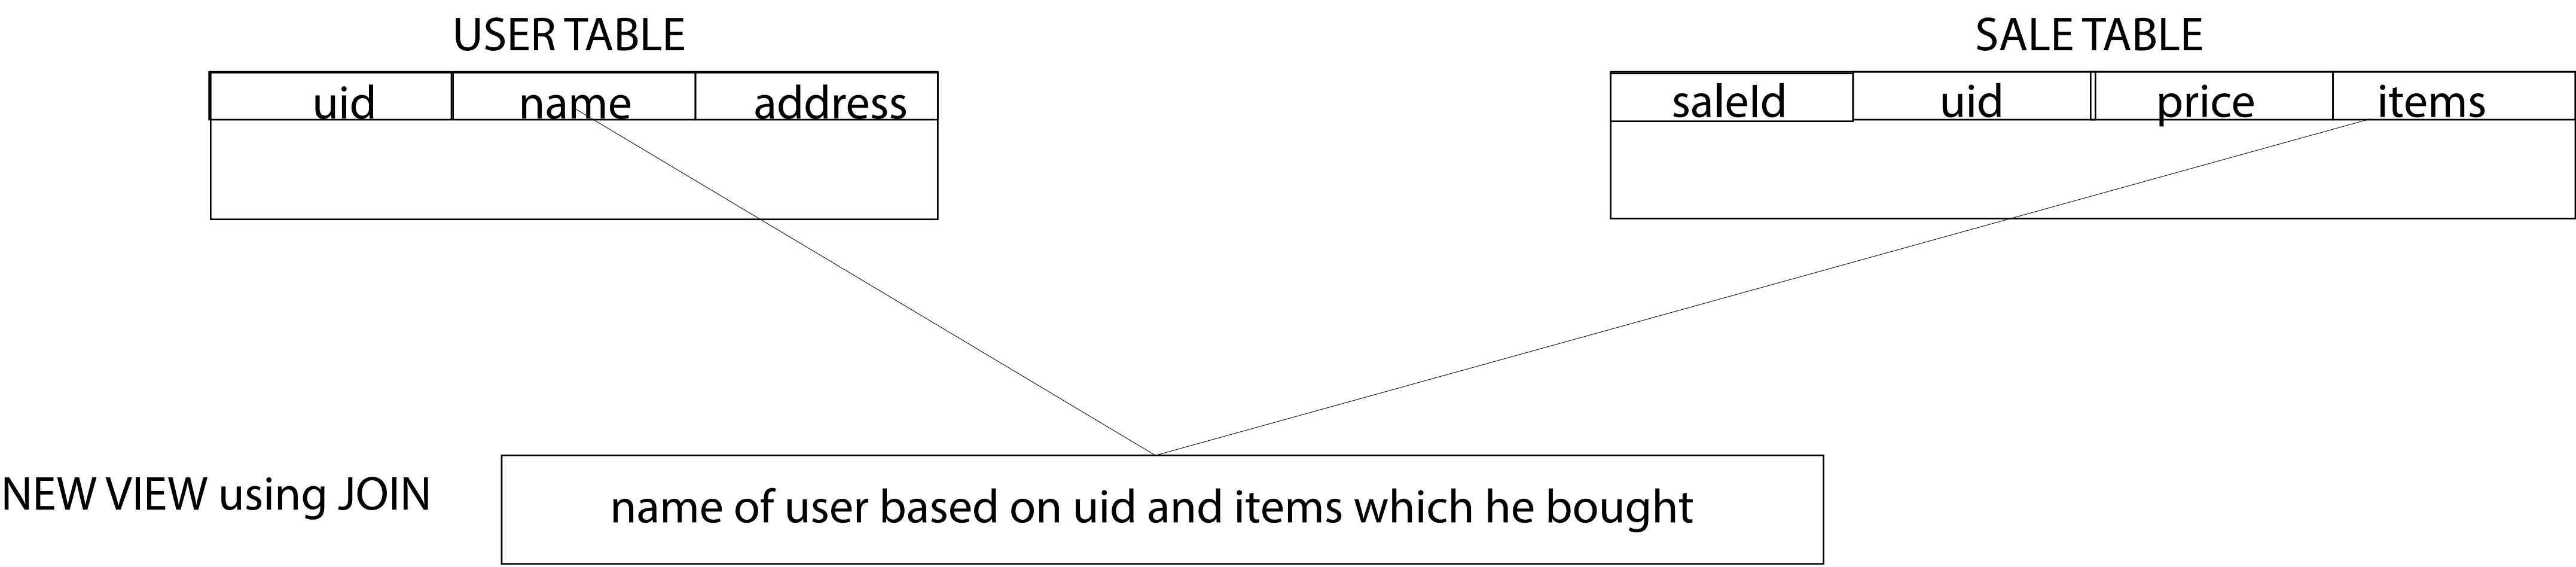 USER TABLE
uid name address
SALE TABLE
saleId uid price items
NEW VIEW using JOIN
name of user based on uid and items which he bought